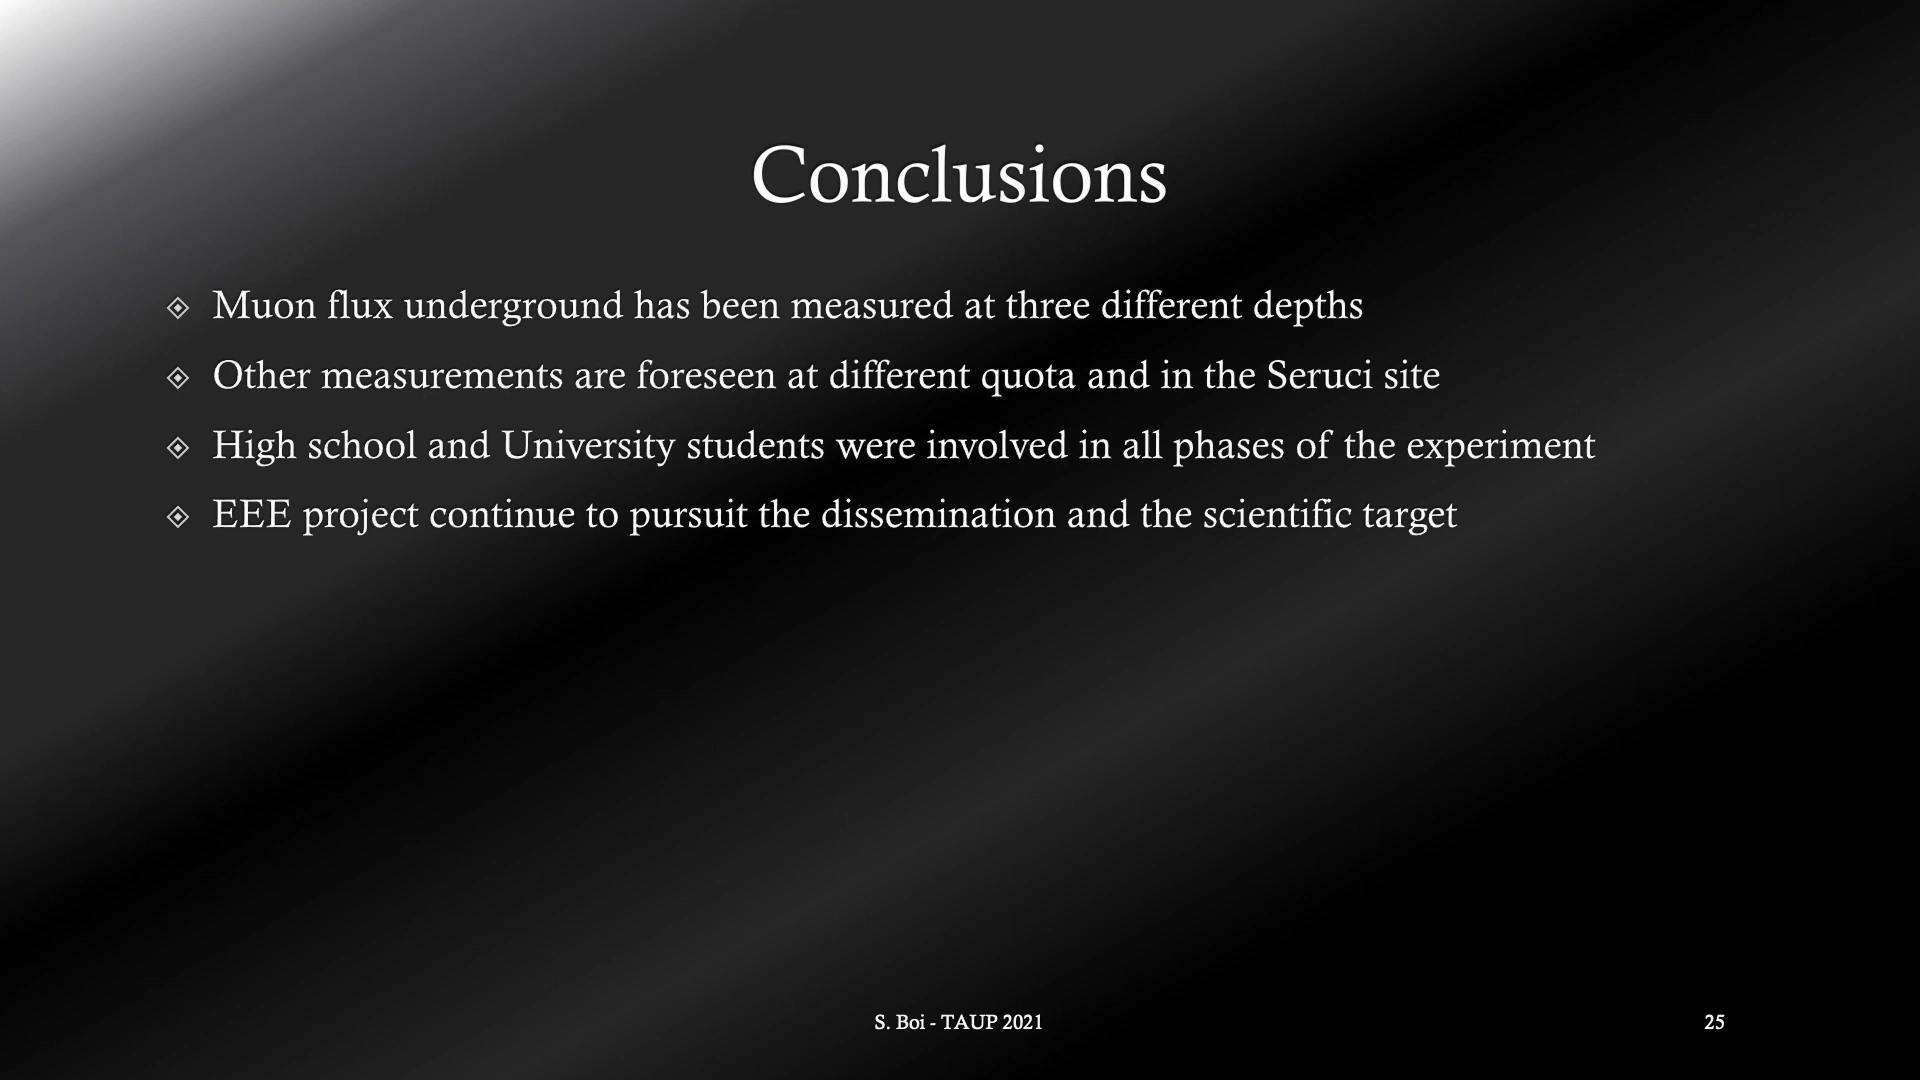 Conclusions
Muon flux underground has been measured at three different depths
Other measurements are foreseen at different quota and in the Seruci site
High school and University students were involved in all phases of the experiment
EEE project continue to pursuit the dissemination and the scientific target
S. Boi - TAUP 2021
25